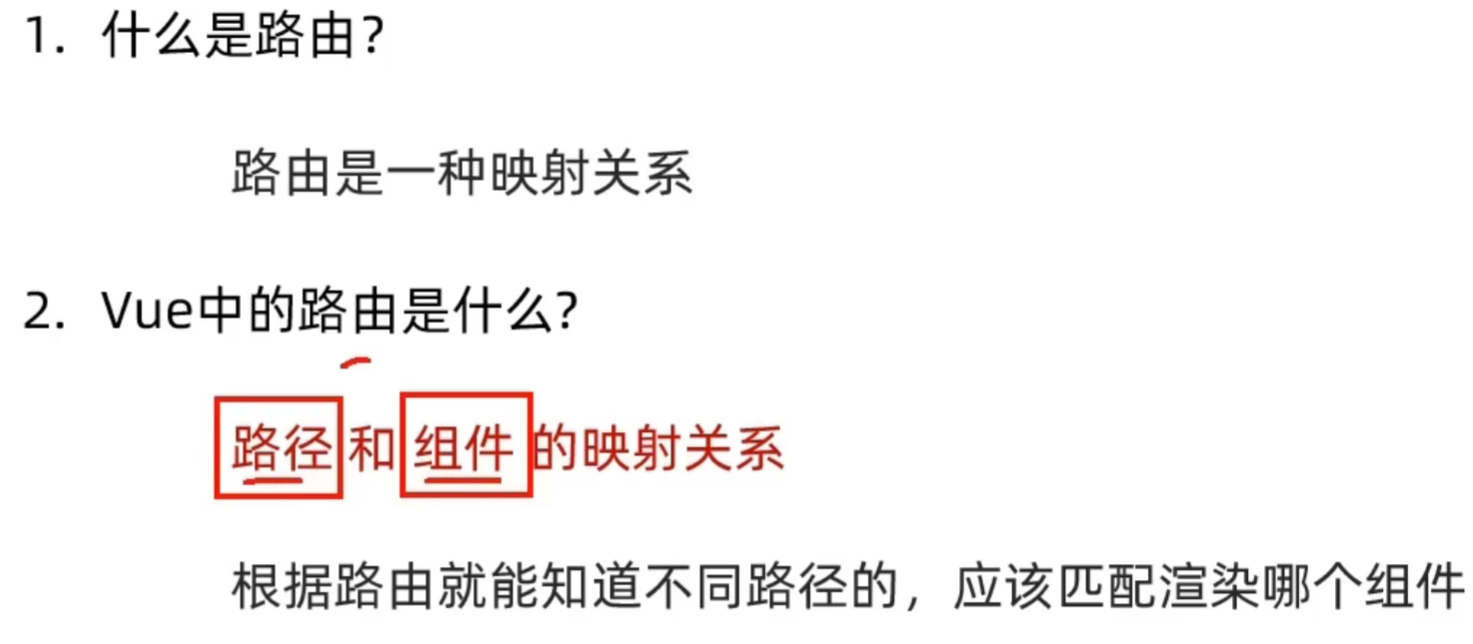 1. 什么是路由？
路由是一种映射关系
2. Vue中的路由是什么？
路径和组件的映射关系
根据路由就能知道不同路径的，应该匹配渲染哪个组件